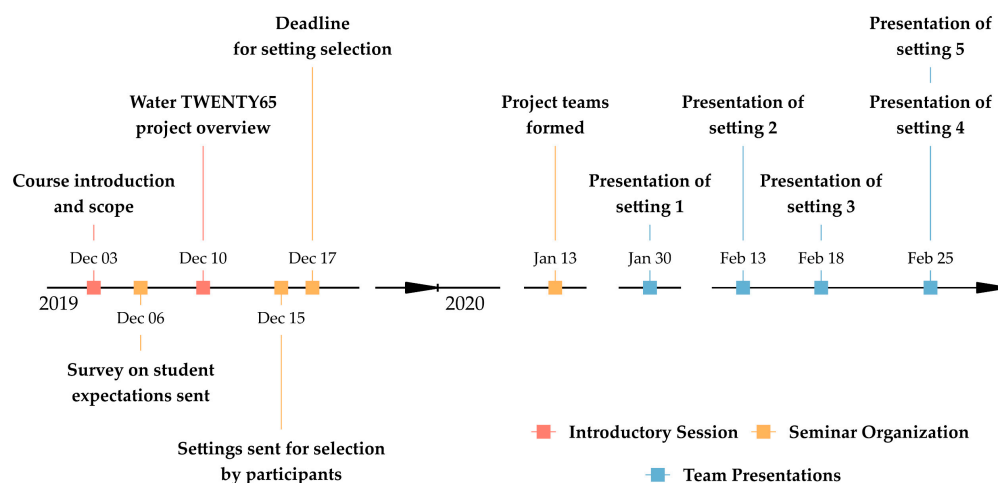 Deadline
for setting selection
Presentation of
setting 5
Water TWENTY65
project overview
Project teams
formed
Presentation of
setting 2
Presentation of
setting 4
Course introduction
and scope
Presentation of
setting 1
Presentation of
setting 3
Dec 03
Dec 10
Dec 17
Jan 13
Jan 30
Feb 13
Feb 18
Feb 25
2019
2020
Dec 06
Dec 15
Survey on student
expectations sent
Settings sent for selection
by participants
Introductory Session
Seminar Organization
Team Presentations